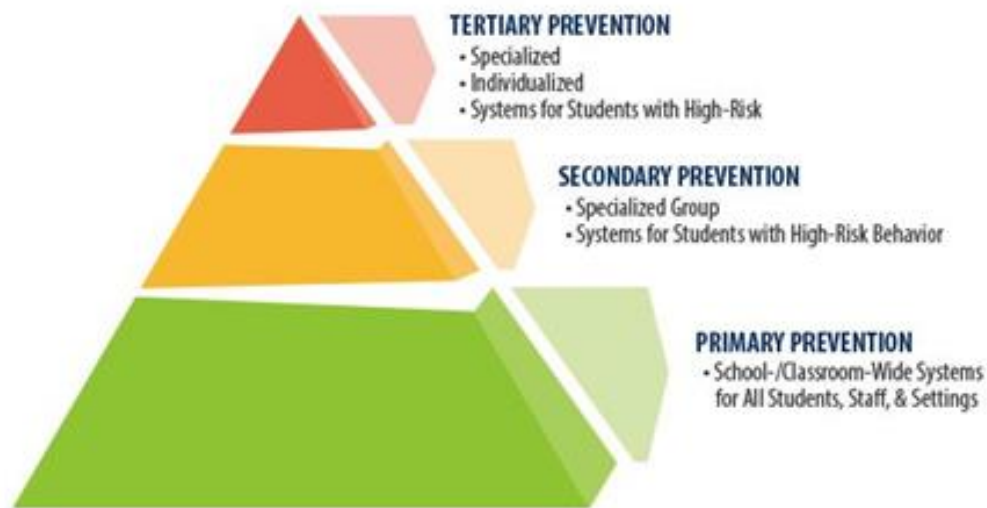 TERTIARY PREVENTION
• Specialized
• Individualized
• Systems for Students with High-Risk
SECONDARY PREVENTION
• Specialized Group
• Systems for Students with High-Risk Behavior
PRIMARY PREVENTION
• School-/Classroom-Wide Systems
for All Students, Staff, & Settings